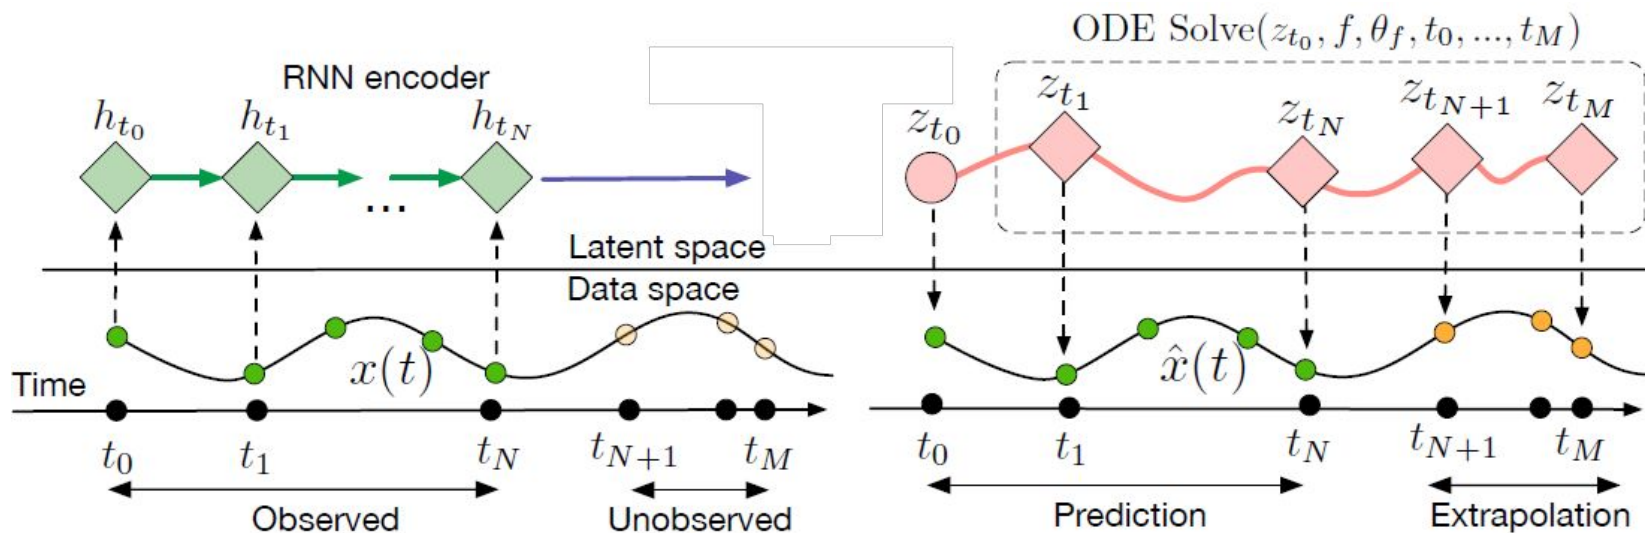 ODE Solve(z_{t_0}, f, θ_f, t_0, ..., t_M)
RNN encoder
h_{t_0} h_{t_1} h_{t_N}
...
z_{t_0} z_{t_1} z_{t_N} z_{t_{N+1}} z_{t_M}
Latent space
Data space
x(t) x̂(t)
Time
t_0 t_1 t_N t_{N+1} t_M t_0 t_1 t_N t_{N+1} t_M
Observed Unobserved Prediction Extrapolation